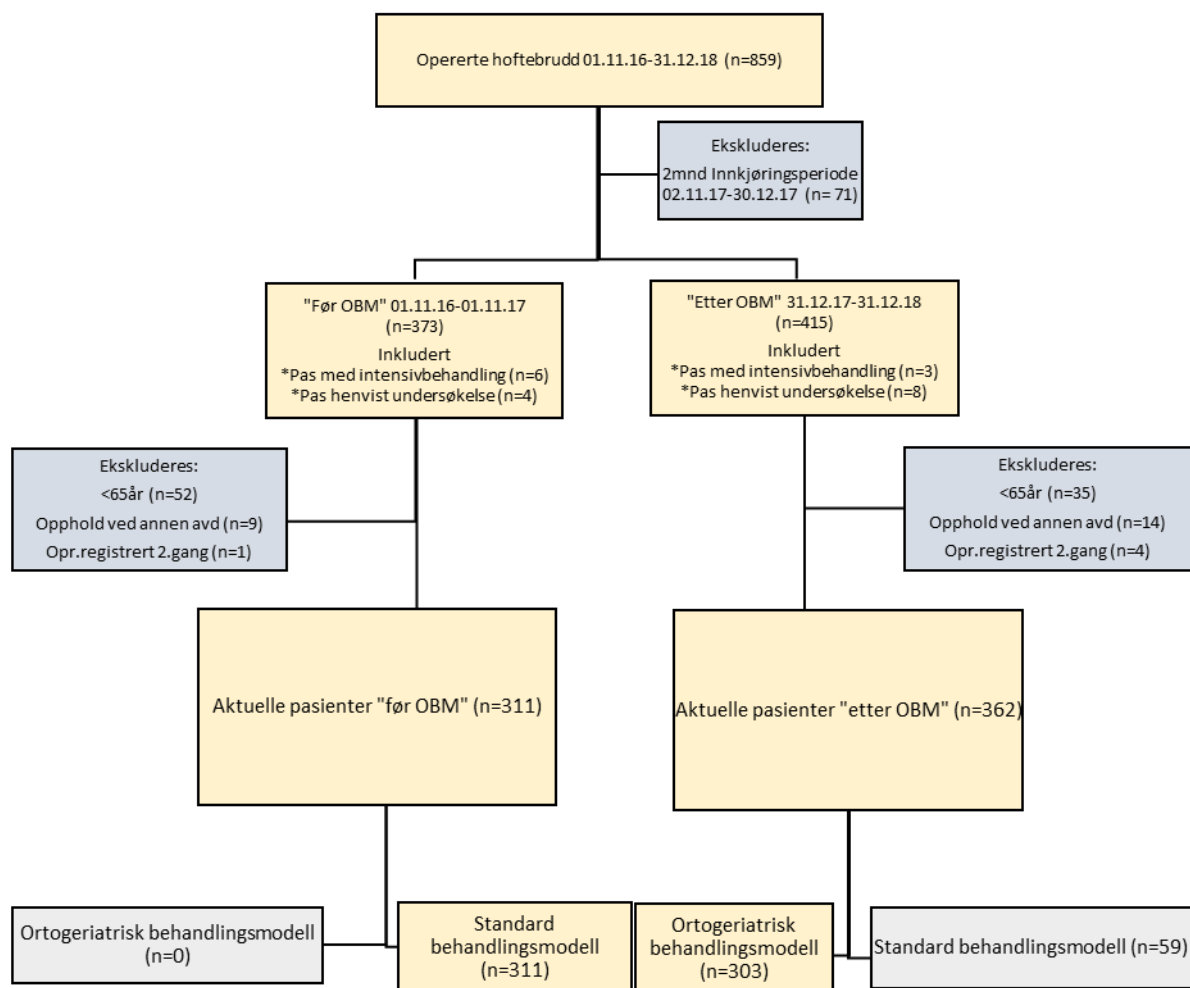 Opererte hoftebrudd 01.11.16-31.12.18 (n=859)
Ekskluderes:
2mnd Innkjøringsperiode
02.11.17-30.12.17 (n= 71)
"Før OBM" 01.11.16-01.11.17
(n=373)
Inkludert
*Pas med intensivbehandling (n=6)
*Pas henvist undersøkelse (n=4)
"Etter OBM" 31.12.17-31.12.18
(n=415)
Inkludert
*Pas med intensivbehandling (n=3)
*Pas henvist undersøkelse (n=8)
Ekskluderes:
<65år (n=52)
Opphold ved annen avd (n=9)
Opr.registrert 2.gang (n=1)
Ekskluderes:
<65år (n=35)
Opphold ved annen avd (n=14)
Opr.registrert 2.gang (n=4)
Aktuelle pasienter "før OBM" (n=311)
Aktuelle pasienter "etter OBM" (n=362)
Ortogeriatrisk behandlingsmodell
(n=0)
Standard
behandlingsmodell
(n=311)
Ortogeriatrisk
behandlingsmodell
(n=303)
Standard behandlingsmodell (n=59)